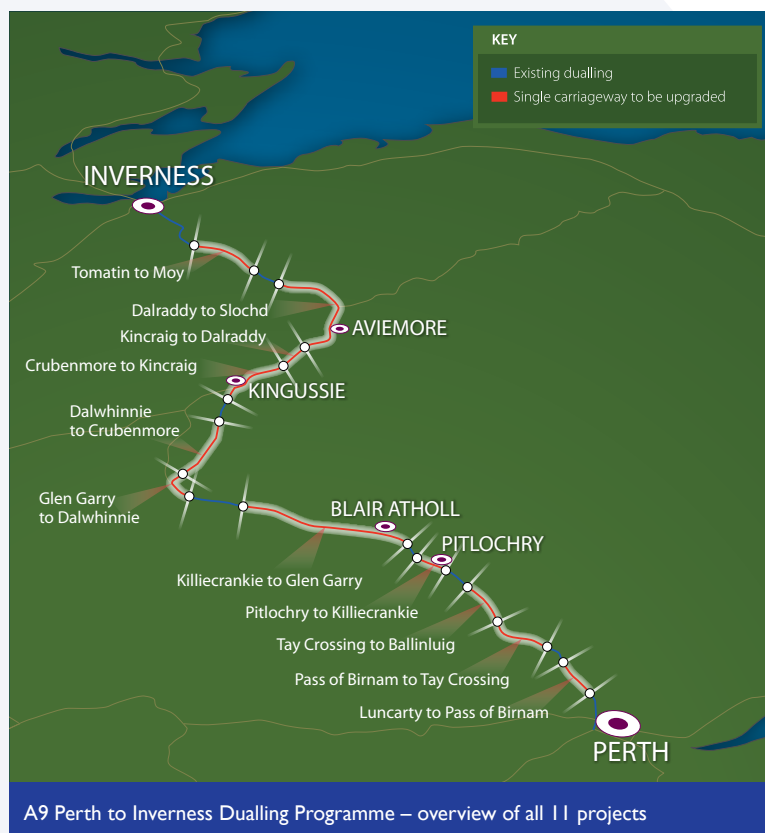 KEY
Existing dualling
Single carriageway to be upgraded
INVERNESS
Tomatin to Moy
Dalraddy to Slochd
AVIEMORE
Kincraig to Dalraddy
Crubenmore to Kincraig
KINGUSSIE
Dalwhinnie
to Crubenmore
Glen Garry
to Dalwhinnie
BLAIR ATHOLL
PITLOCHRY
Killiecrankie to Glen Garry
Pitlochry to Killiecrankie
Tay Crossing to Ballinluig
Pass of Birnam to Tay Crossing
Luncarty to Pass of Birnam
PERTH
A9 Perth to Inverness Dualling Programme – overview of all 11 projects